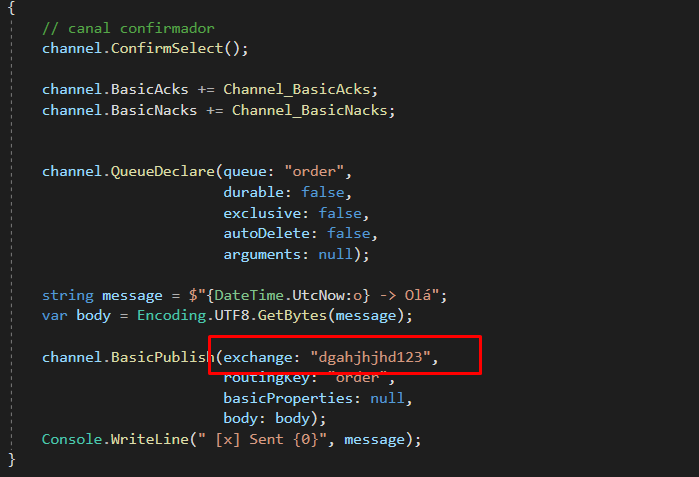 {
// canal confirmador
channel.ConfirmSelect();
channel.BasicAcks += Channel_BasicAcks;
channel.BasicNacks += Channel_BasicNacks;
channel.QueueDeclare(queue: "order",
durable: false,
exclusive: false,
autoDelete: false,
arguments: null);
string message = $"{DateTime.UtcNow:o} -> Olá";
var body = Encoding.UTF8.GetBytes(message);
channel.BasicPublish(exchange: "dgahjhjhd123",
routingKey: "order",
basicProperties: null,
body: body);
Console.WriteLine(" [x] Sent {0}", message);
}